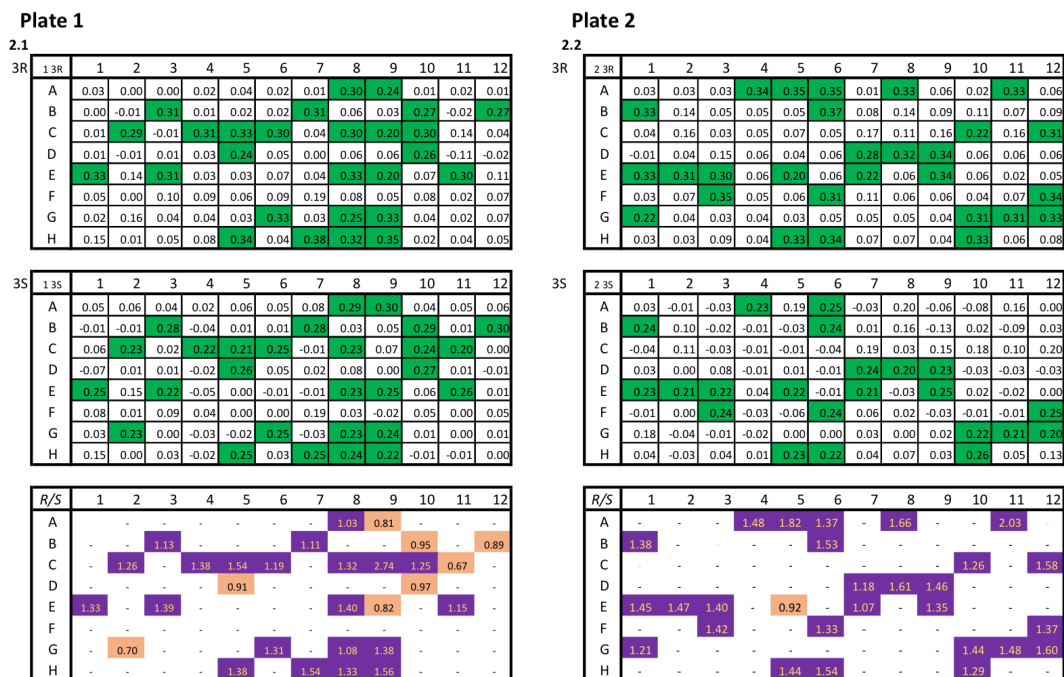 Plate 1
2.1
3R 1 3R 1 2 3 4 5 6 7 8 9 10 11 12
A 0.03 0.00 0.00 0.02 0.04 0.02 0.01 0.30 0.24 0.01 0.02 0.01
B 0.00 -0.01 0.31 0.01 0.02 0.02 0.31 0.06 0.03 0.27 -0.02 0.27
C 0.01 0.29 -0.01 0.31 0.33 0.30 0.04 0.30 0.20 0.30 0.14 0.04
D 0.01 -0.01 0.01 0.03 0.24 0.05 0.00 0.06 0.06 0.26 -0.11 -0.02
E 0.33 0.14 0.31 0.03 0.03 0.07 0.04 0.33 0.20 0.07 0.30 0.11
F 0.05 0.00 0.10 0.09 0.06 0.09 0.19 0.08 0.05 0.08 0.02 0.07
G 0.02 0.16 0.04 0.04 0.03 0.33 0.03 0.25 0.33 0.04 0.02 0.07
H 0.15 0.01 0.05 0.08 0.34 0.04 0.38 0.32 0.35 0.02 0.04 0.05
3S 1 3S 1 2 3 4 5 6 7 8 9 10 11 12
A 0.05 0.06 0.04 0.02 0.06 0.05 0.08 0.29 0.30 0.04 0.05 0.06
B -0.01 -0.01 0.28 -0.04 0.01 0.01 0.28 0.03 0.05 0.29 0.01 0.30
C 0.06 0.23 0.02 0.22 0.21 0.25 -0.01 0.23 0.07 0.24 0.20 0.00
D -0.07 0.01 0.01 -0.02 0.26 0.05 0.02 0.08 0.00 0.27 0.01 -0.01
E 0.25 0.15 0.22 -0.05 0.00 -0.01 -0.01 0.23 0.25 0.06 0.26 0.01
F 0.08 0.01 0.09 0.04 0.00 0.00 0.19 0.03 -0.02 0.05 0.00 0.05
G 0.03 0.23 0.00 -0.03 -0.02 0.25 -0.03 0.23 0.24 0.01 0.00 0.01
H 0.15 0.00 0.03 -0.02 0.25 0.03 0.25 0.24 0.22 -0.01 -0.01 0.00
R/S 1 2 3 4 5 6 7 8 9 10 11 12
A - - - - - - 1.03 0.81 - - -
B - - 1.13 - - - 1.11 - - 0.95 - 0.89
C - 1.26 - 1.38 1.54 1.19 - 1.32 2.74 1.25 0.67 -
D - - - - 0.91 - - - - 0.97 - -
E 1.33 - 1.39 - - - - 1.40 0.82 - 1.15 -
F - - - - - - - - - - - -
G - 0.70 - - - 1.31 - 1.08 1.38 - - -
H - - - - 1.38 - 1.54 1.33 1.56 - - -
Plate 2
2.2
3R 2 3R 1 2 3 4 5 6 7 8 9 10 11 12
A 0.03 0.03 0.03 0.34 0.35 0.35 0.01 0.33 0.06 0.02 0.33 0.06
B 0.33 0.14 0.05 0.05 0.05 0.37 0.08 0.14 0.09 0.11 0.07 0.09
C 0.04 0.16 0.03 0.05 0.07 0.05 0.17 0.11 0.16 0.22 0.16 0.31
D -0.01 0.04 0.15 0.06 0.04 0.06 0.28 0.32 0.34 0.06 0.06 0.06
E 0.33 0.31 0.30 0.06 0.20 0.06 0.22 0.06 0.34 0.06 0.02 0.05
F 0.03 0.07 0.35 0.05 0.06 0.31 0.11 0.06 0.06 0.04 0.07 0.34
G 0.22 0.04 0.04 0.04 0.03 0.05 0.05 0.05 0.04 0.31 0.31 0.33
H 0.03 0.03 0.09 0.04 0.33 0.34 0.07 0.07 0.04 0.33 0.06 0.08
3S 2 3S 1 2 3 4 5 6 7 8 9 10 11 12
A 0.03 -0.01 -0.03 0.23 0.19 0.25 -0.03 0.20 -0.06 -0.08 0.16 0.00
B 0.24 0.10 -0.02 -0.01 -0.03 0.24 0.01 0.16 -0.13 0.02 -0.09 0.03
C -0.04 0.11 -0.03 -0.01 -0.01 -0.04 0.19 0.03 0.15 0.18 0.10 0.20
D 0.03 0.00 0.08 -0.01 0.01 -0.01 0.24 0.20 0.23 -0.03 -0.03 -0.03
E 0.23 0.21 0.22 0.04 0.22 -0.01 0.21 -0.03 0.25 0.02 -0.02 0.00
F -0.01 0.00 0.24 -0.03 -0.06 0.24 0.06 0.02 -0.03 -0.01 -0.01 0.25
G 0.18 -0.04 -0.01 -0.02 0.00 0.00 0.03 0.00 0.02 0.22 0.21 0.20
H 0.04 -0.03 0.04 0.01 0.23 0.22 0.04 0.07 0.03 0.26 0.05 0.13
R/S 1 2 3 4 5 6 7 8 9 10 11 12
A - - - 1.48 1.82 1.37 - 1.66 - - 2.03 -
B 1.38 - - - - 1.53 - - - - - -
C - - - - - - - - - 1.26 - 1.58
D - - - - - - 1.18 1.61 1.46 - - -
E 1.45 1.47 1.40 - 0.92 - 1.07 - 1.35 - - -
F - - 1.42 - - 1.33 - - - - - 1.37
G 1.21 - - - - - - - - 1.44 1.48 1.60
H - - - - 1.44 1.54 - - - 1.29 - -